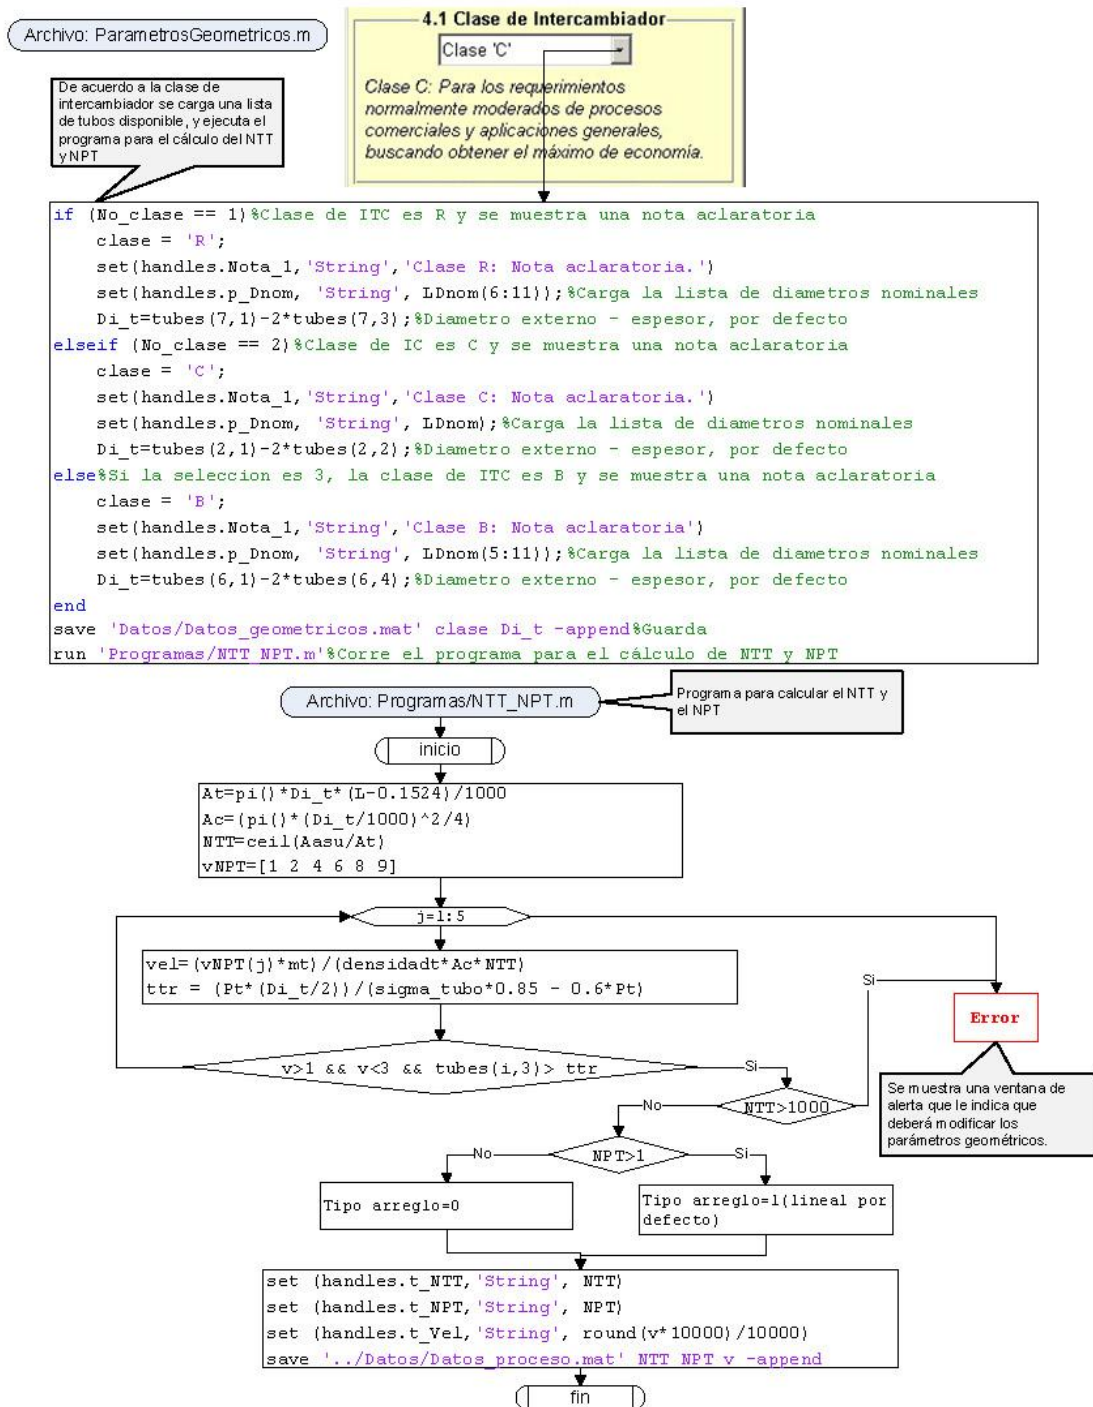 Archivo: ParametrosGeometricos.m
4.1 Clase de Intercambiador
Clase 'C'
Clase C: Para los requerimientos
normalmente moderados de procesos
comerciales y aplicaciones generales,
buscando obtener el máximo de economía.
De acuerdo a la clase de
intercambiador se carga una lista
de tubos disponible, y ejecuta el
programa para el cálculo del NTT
y NPT
if (No_clase == 1)%Clase de ITC es R y se muestra una nota aclaratoria
clase = 'R';
set(handles.Nota_1,'String','Clase R: Nota aclaratoria.')
set(handles.p_Dnom, 'String', LDnom(6:11));%Carga la lista de diametros nominales
Di_t=tubes(7,1)-2*tubes(7,3);%Diametro externo - espesor, por defecto
elseif (No_clase == 2)%Clase de IC es C y se muestra una nota aclaratoria
clase = 'C';
set(handles.Nota_1,'String','Clase C: Nota aclaratoria.')
set(handles.p_Dnom, 'String', LDnom);%Carga la lista de diametros nominales
Di_t=tubes(2,1)-2*tubes(2,2);%Diametro externo - espesor, por defecto
else%Si la seleccion es 3, la clase de ITC es B y se muestra una nota aclaratoria
clase = 'B';
set(handles.Nota_1,'String','Clase B: Nota aclaratoria')
set(handles.p_Dnom, 'String', LDnom(5:11));%Carga la lista de diametros nominales
Di_t=tubes(6,1)-2*tubes(6,4);%Diametro externo - espesor, por defecto
end
save 'Datos/Datos_geometricos.mat' clase Di_t -append%Guarda
run 'Programas/NTT_NPT.m'%Corre el programa para el cálculo de NTT y NPT
Archivo: Programas/NTT_NPT.m
Programa para calcular el NTT y
el NPT
inicio
At=pi()*Di_t*(L-0.1524)/1000
Ac=(pi()*(Di_t/1000)^2/4)
NTT=ceil(Aasu/At)
vNPT=[1 2 4 6 8 9]
j=1:5
vel=(vNPT(j)*mt)/(densidadt*Ac*NTT)
ttr = (Pt*(Di_t/2))/(sigma_tubo*0.85 - 0.6*Pt)
v>1 && v<3 && tubes(i,3)> ttr
Si
NTT>1000
Si
Error
Se muestra una ventana de
alerta que le indica que
deberá modificar los
parámetros geométricos.
No
NPT>1
No
Si
Tipo arreglo=0
Tipo arreglo=1(lineal por
defecto)
set (handles.t_NTT,'String', NTT)
set (handles.t_NPT,'String', NPT)
set (handles.t_Vel,'String', round(v*10000)/10000)
save '../Datos/Datos_proceso.mat' NTT NPT v -append
fin